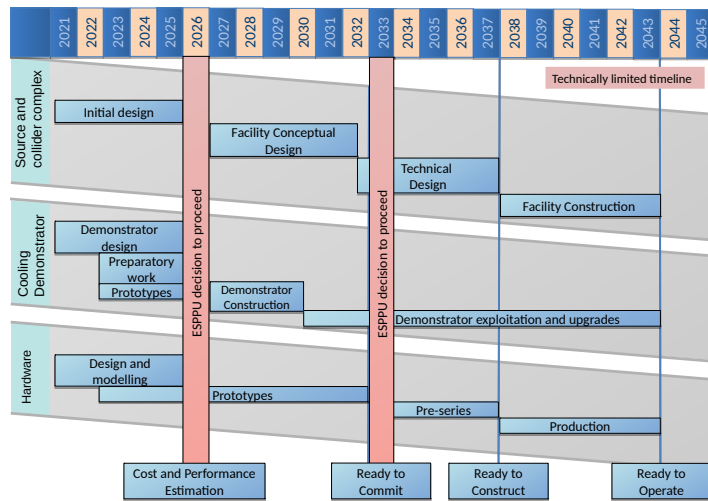 2021 2022 2023 2024 2025 2026 2027 2028 2029 2030 2031 2032 2033 2034 2035 2036 2037 2038 2039 2040 2041 2042 2043 2044 2045
Technically limited timeline
Source and
collider complex
Initial design
Facility Conceptual
Design
Technical
Design
Facility Construction
ESPPU decision to proceed
ESPPU decision to proceed
Cooling
Demonstrator
Demonstrator
design
Preparatory
work
Prototypes
Demonstrator
Construction
Demonstrator exploitation and upgrades
Hardware
Design and
modelling
Prototypes
Pre-series
Production
Cost and Performance
Estimation
Ready to
Commit
Ready to
Construct
Ready to
Operate